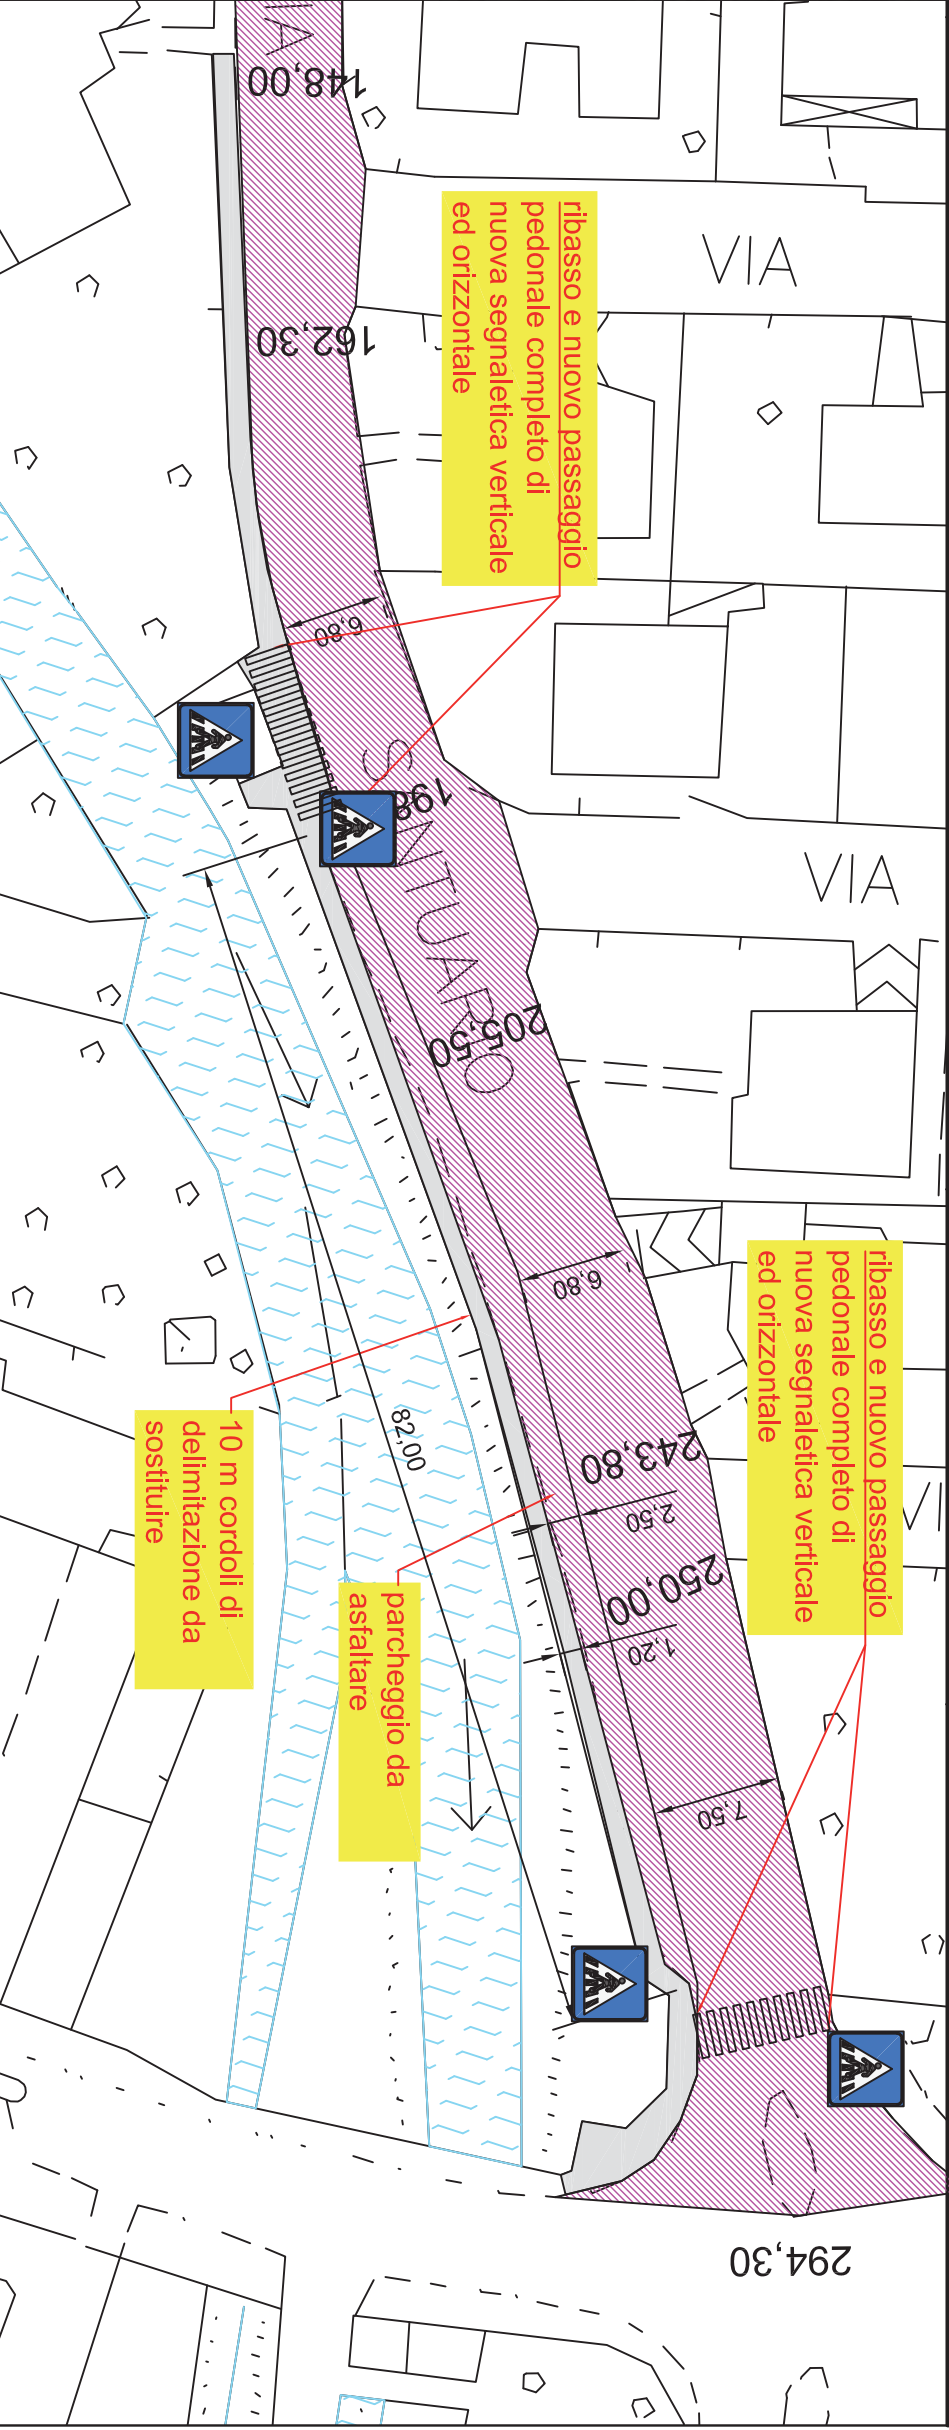 148,00
ribasso e nuovo passaggio
pedonale completo di
nuova segnaletica verticale
ed orizzontale
VIA
162,30
6,80
198
SANTUARIO
VIA
205,50
6,80
ribasso e nuovo passaggio
pedonale completo di
nuova segnaletica verticale
ed orizzontale
10 m cordoli di
delimitazione da
sostituire
82,00
243,80
2,50
250,00
1,20
parcheggio da
asfaltare
7,50
294,30